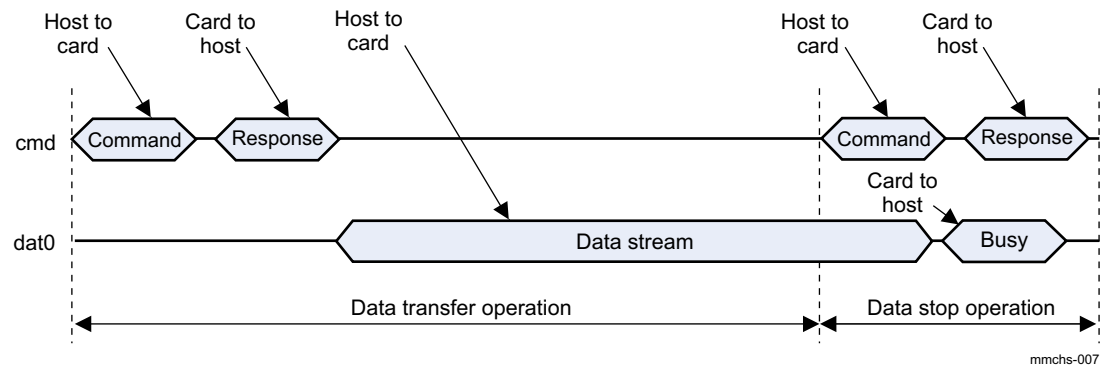 Host to
card
Card to
host
Host to
card
Host to
card
Card to
host
cmd
Command
Response
Command
Response
Card to
host
dat0
Data stream
Busy
Data transfer operation
Data stop operation
mmchs-007